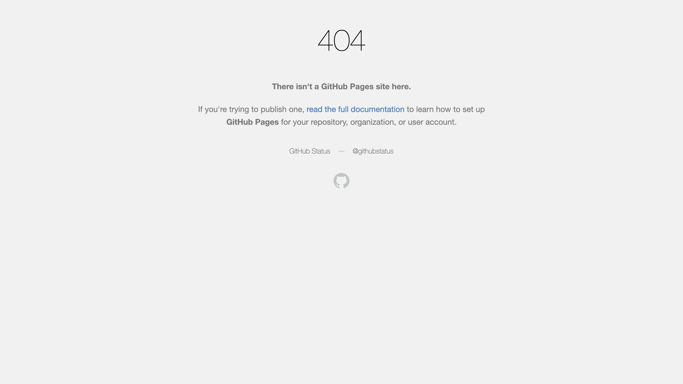 404
There isn't a GitHub Pages site here.
If you're trying to publish one, read the full documentation to learn how to set up
GitHub Pages for your repository, organization, or user account.
GitHub Status — @githubstatus